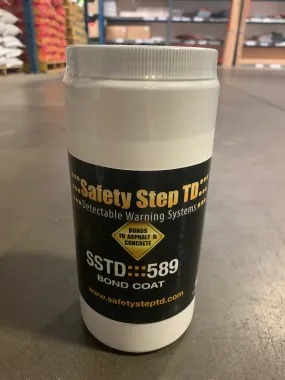 Safety Step TD
Detectable Warning Systems
BONDS
TO ASPHALT &
CONCRETE
SSTD 589
BOND COAT
www.safetysteptd.com